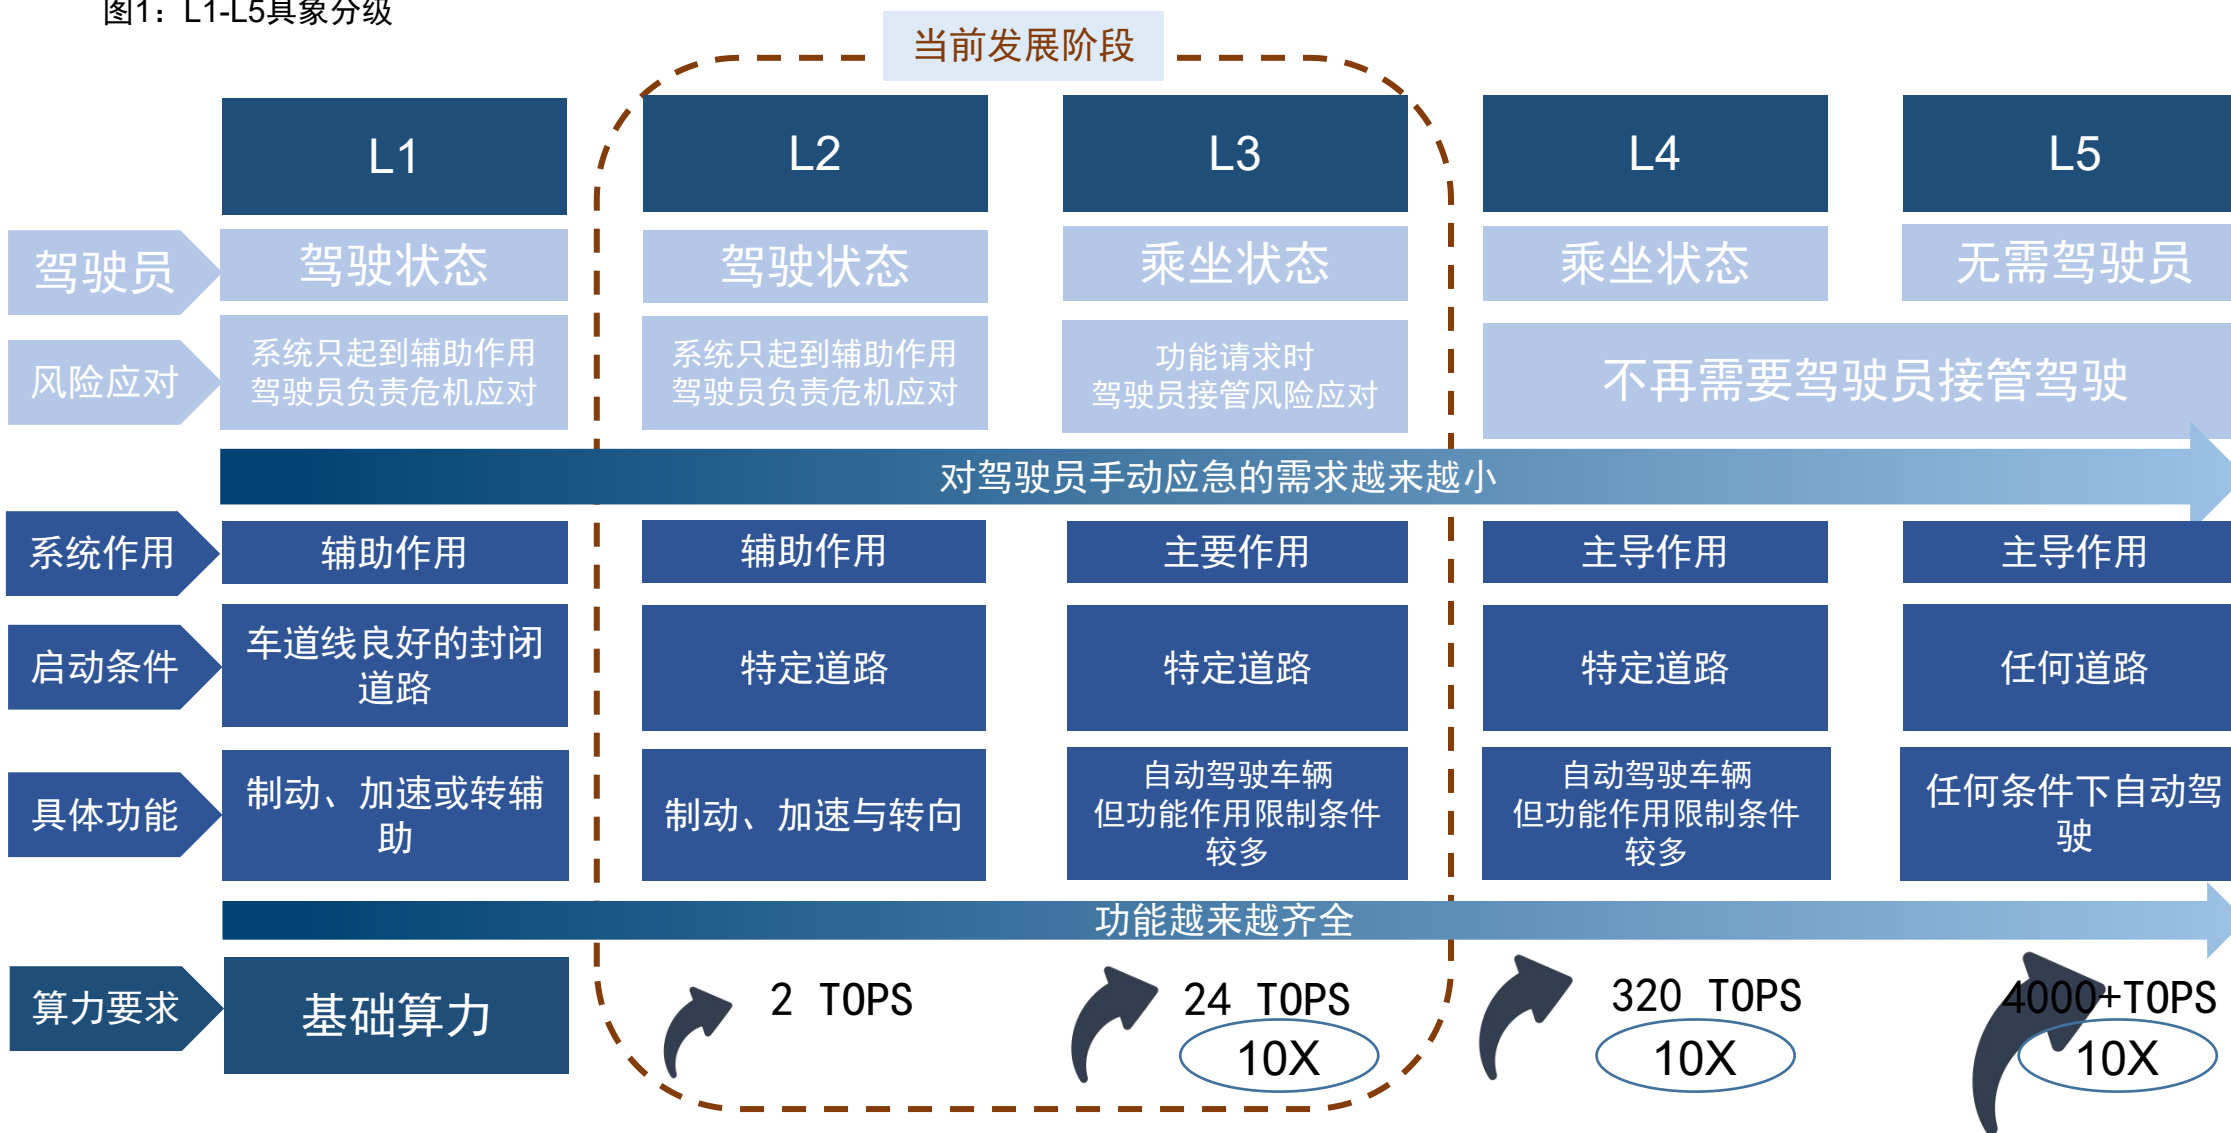 图1：L1-L5具象分级
当前发展阶段
L1
L2
L3
L4
L5
驾驶员
驾驶状态
驾驶状态
乘坐状态
乘坐状态
无需驾驶员
风险应对
系统只起到辅助作用
驾驶员负责危机应对
系统只起到辅助作用
驾驶员负责危机应对
功能请求时
驾驶员接管风险应对
不再需要驾驶员接管驾驶
对驾驶员手动应急的需求越来越小
系统作用
辅助作用
辅助作用
主要作用
主导作用
主导作用
启动条件
车道线良好的封闭
道路
特定道路
特定道路
特定道路
任何道路
具体功能
制动、加速或转辅
助
制动、加速与转向
自动驾驶车辆
但功能作用限制条件
较多
自动驾驶车辆
但功能作用限制条件
较多
任何条件下自动驾
驶
功能越来越齐全
算力要求
基础算力
2 TOPS
24 TOPS
10X
320 TOPS
10X
4000+TOPS
10X